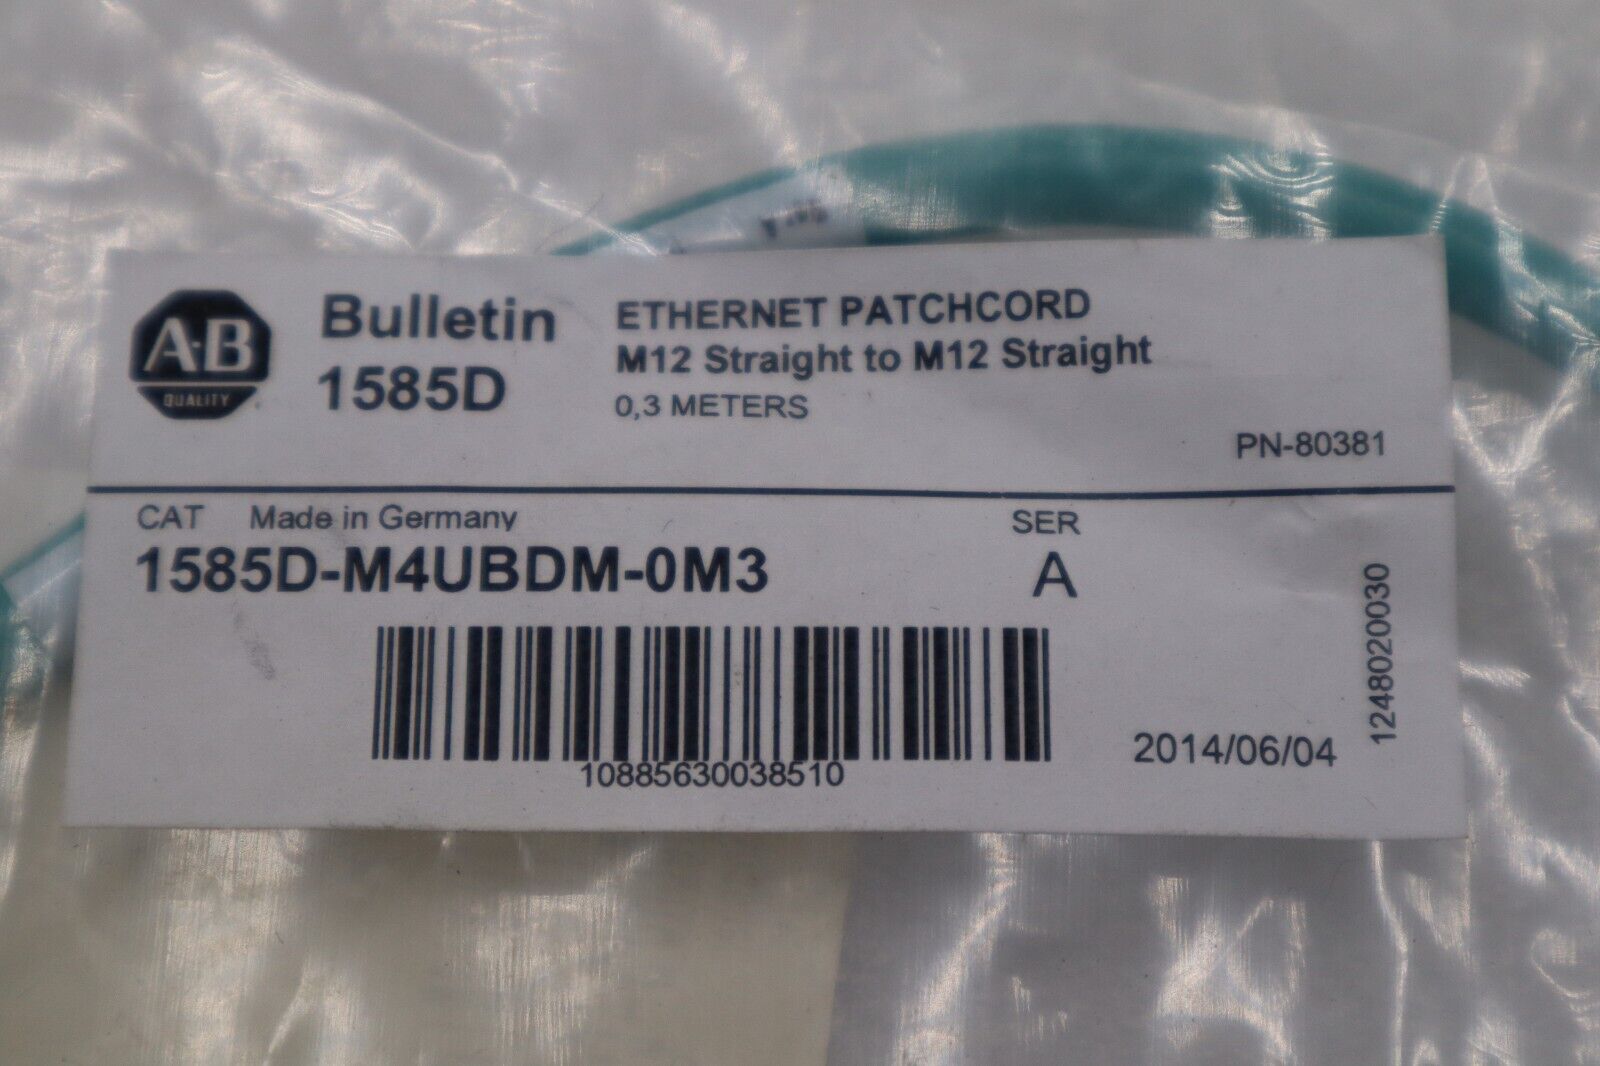 A-B
QUALITY
Bulletin
1585D
ETHERNET PATCHCORD
M12 Straight to M12 Straight
0,3 METERS
PN-80381
CAT Made in Germany
SER
1585D-M4UBDM-0M3
A
10885630038510
2014/06/04
1248020030